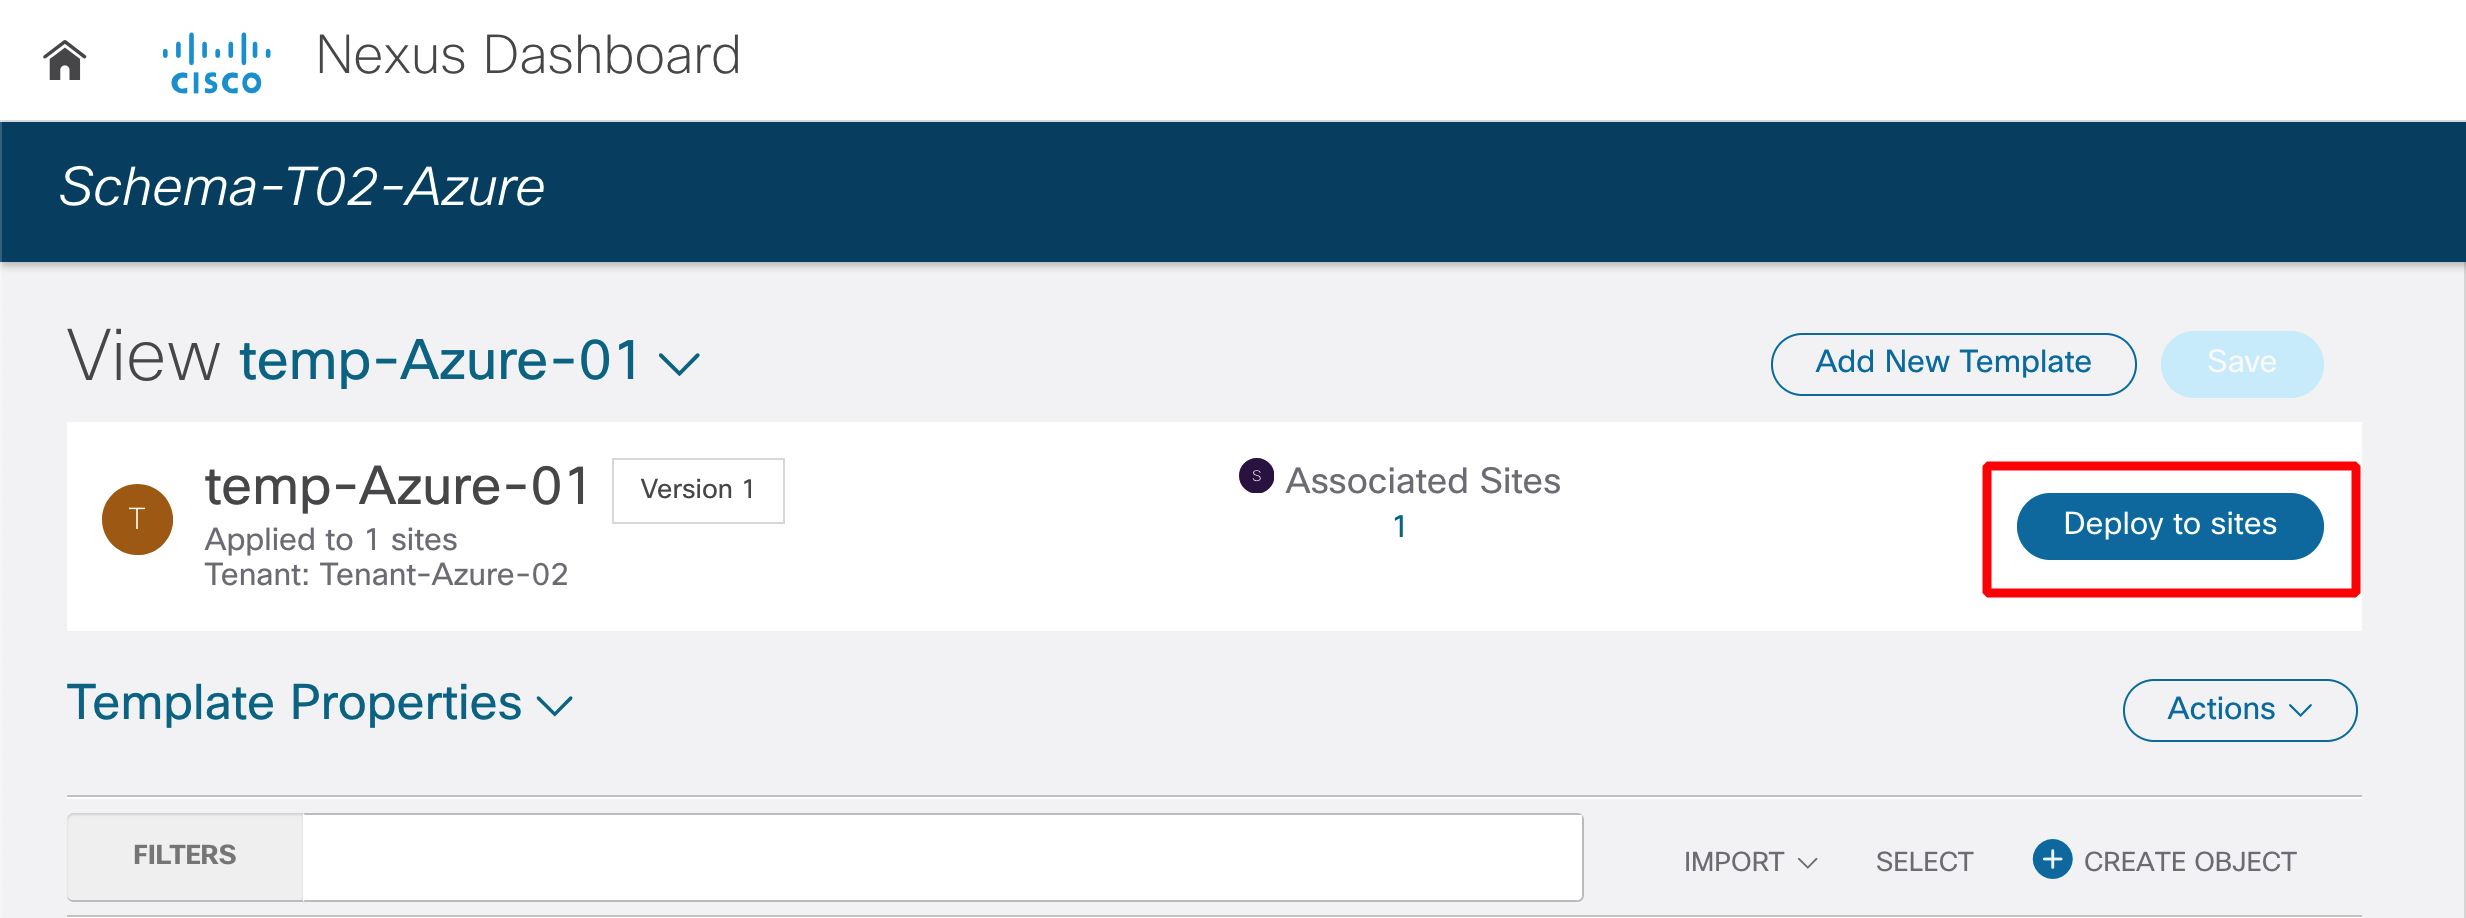 CISCO Nexus Dashboard
Schema-T02-Azure
View temp-Azure-01
Add New Template
Save
T
temp-Azure-01
Version 1
Applied to 1 sites
Tenant: Tenant-Azure-02
S Associated Sites
1
Deploy to sites
Template Properties
Actions
FILTERS
IMPORT
SELECT
CREATE OBJECT